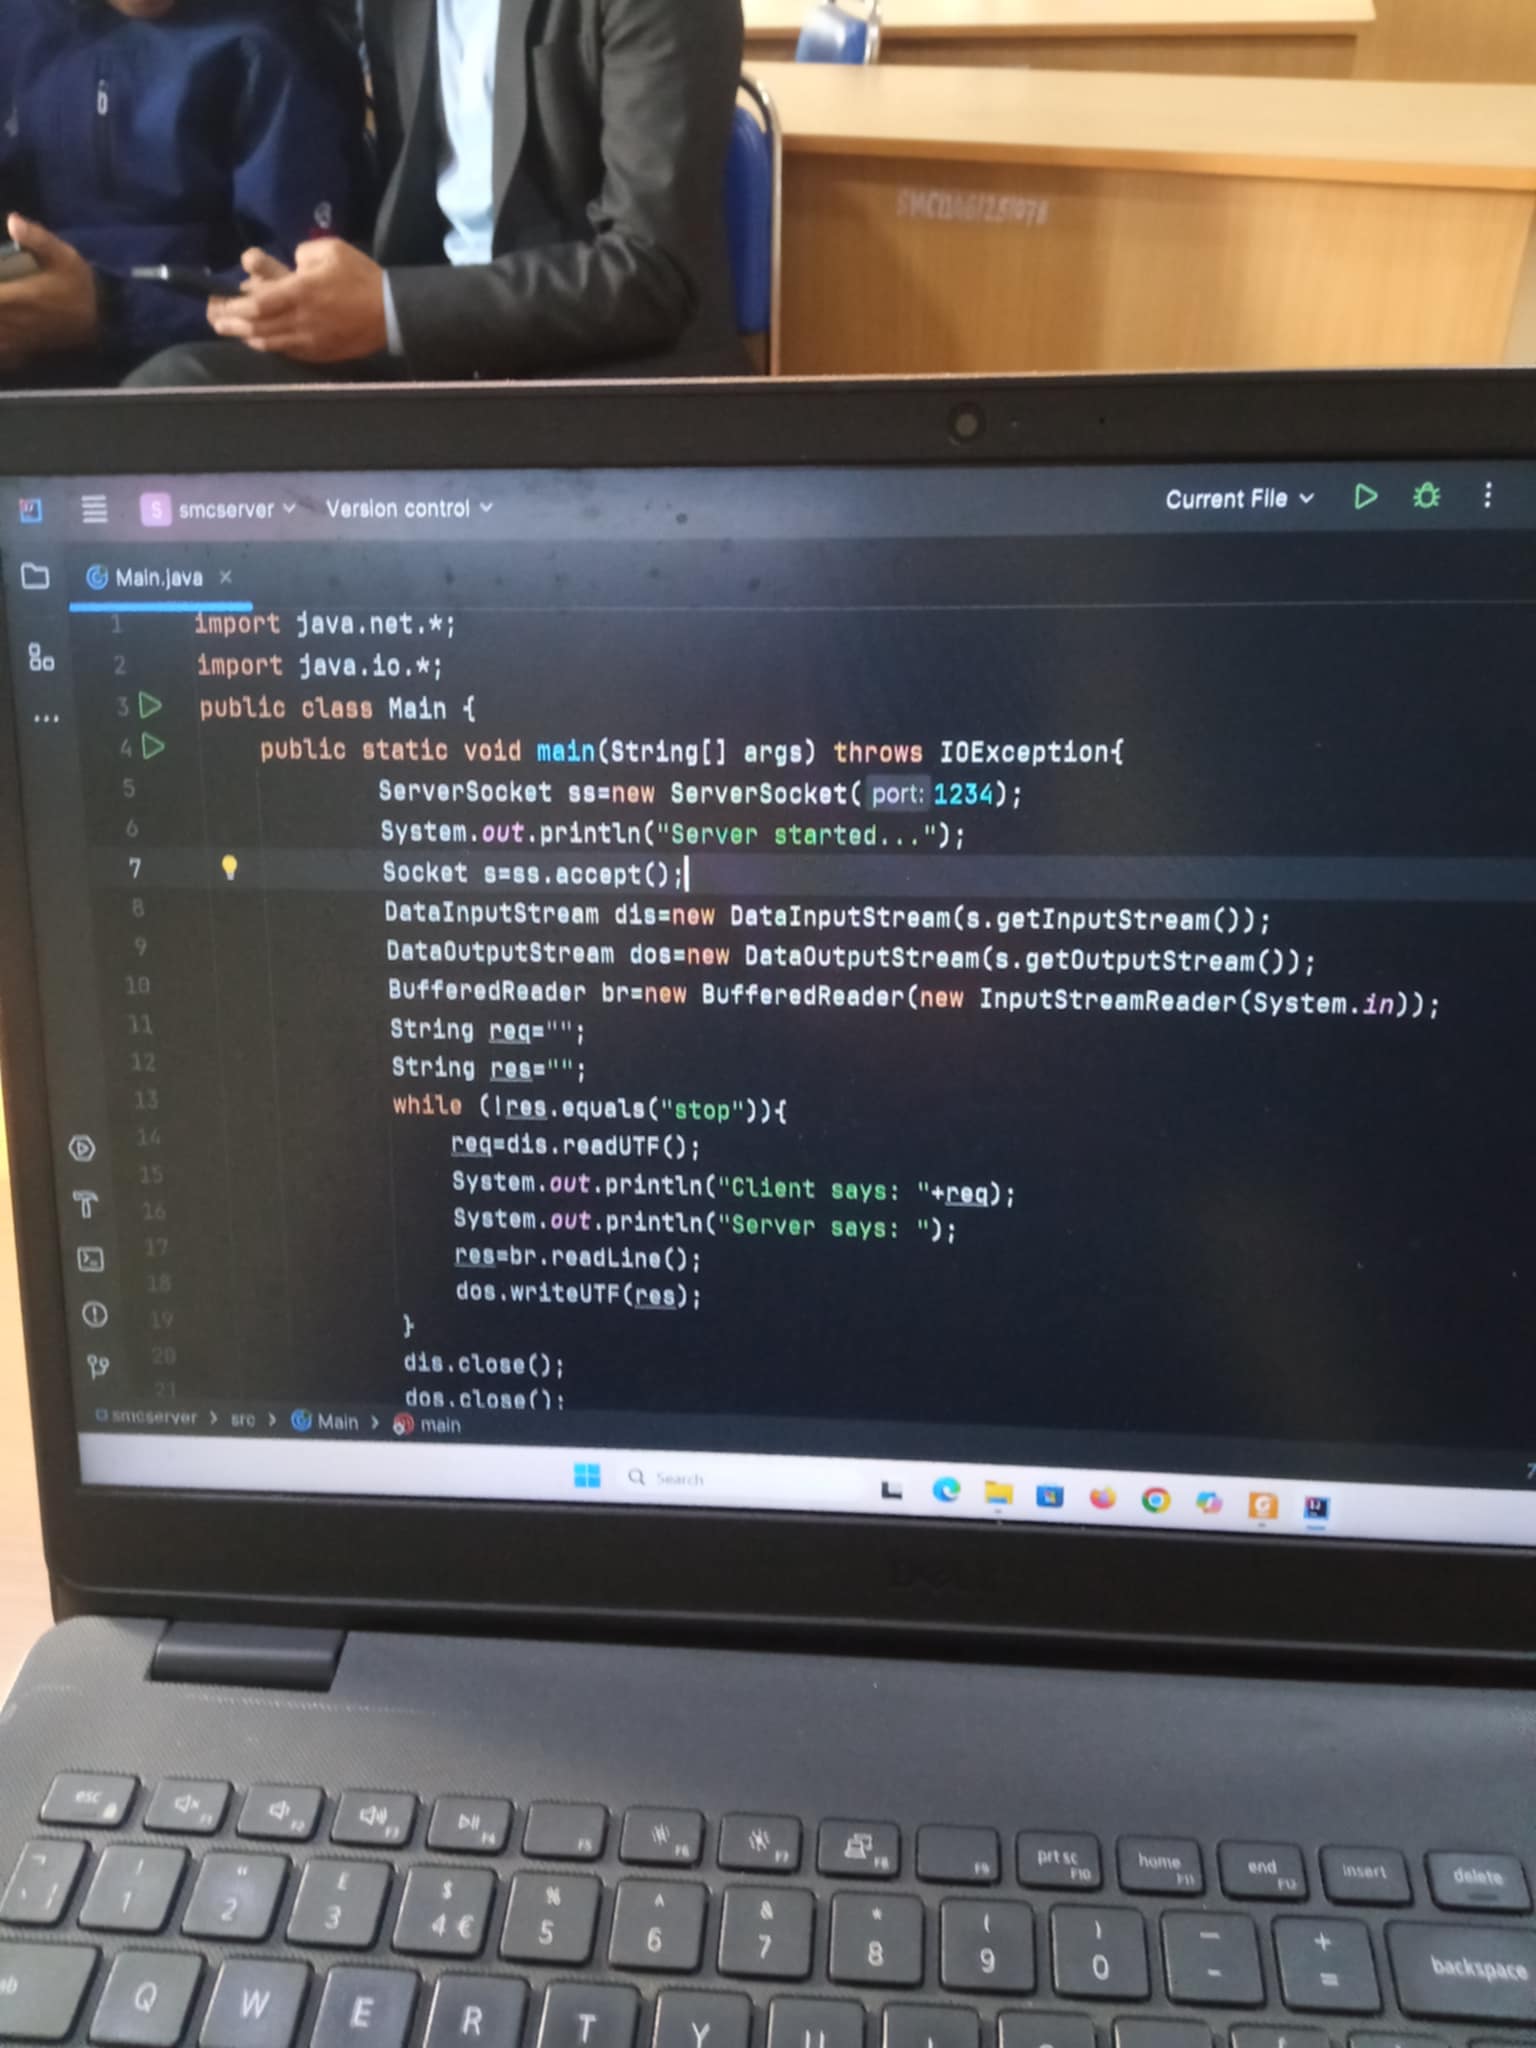 SMCDAG1251976
smcserver Version control Current File
Main.java
1 import java.net.*;
2 import java.io.*;
3 public class Main {
4 public static void main(String[] args) throws IOException{
5 ServerSocket ss=new ServerSocket( port: 1234);
6 System.out.println("Server started...");
7 Socket s=ss.accept();
8 DataInputStream dis=new DataInputStream(s.getInputStream());
9 DataOutputStream dos=new DataOutputStream(s.getOutputStream());
10 BufferedReader br=new BufferedReader(new InputStreamReader(System.in));
11 String req="";
12 String res="";
13 while (!res.equals("stop")){
14 req=dis.readUTF();
15 System.out.println("Client says: "+req);
16 System.out.println("Server says: ");
17 res=br.readLine();
18 dos.writeUTF(res);
19 }
20 dis.close();
21 dos.close();
smcserver > src > Main > main
Search
DELL
esc F1 F2 F3 F4 F5 F6 F7 F8 F9 prt sc F10 home F11 end F12 insert delete
! 1 " 2 £ 3 $ 4 € % 5 ^ 6 & 7 * 8 ( 9 ) 0 _ - + = backspace
Q W E R T Y U